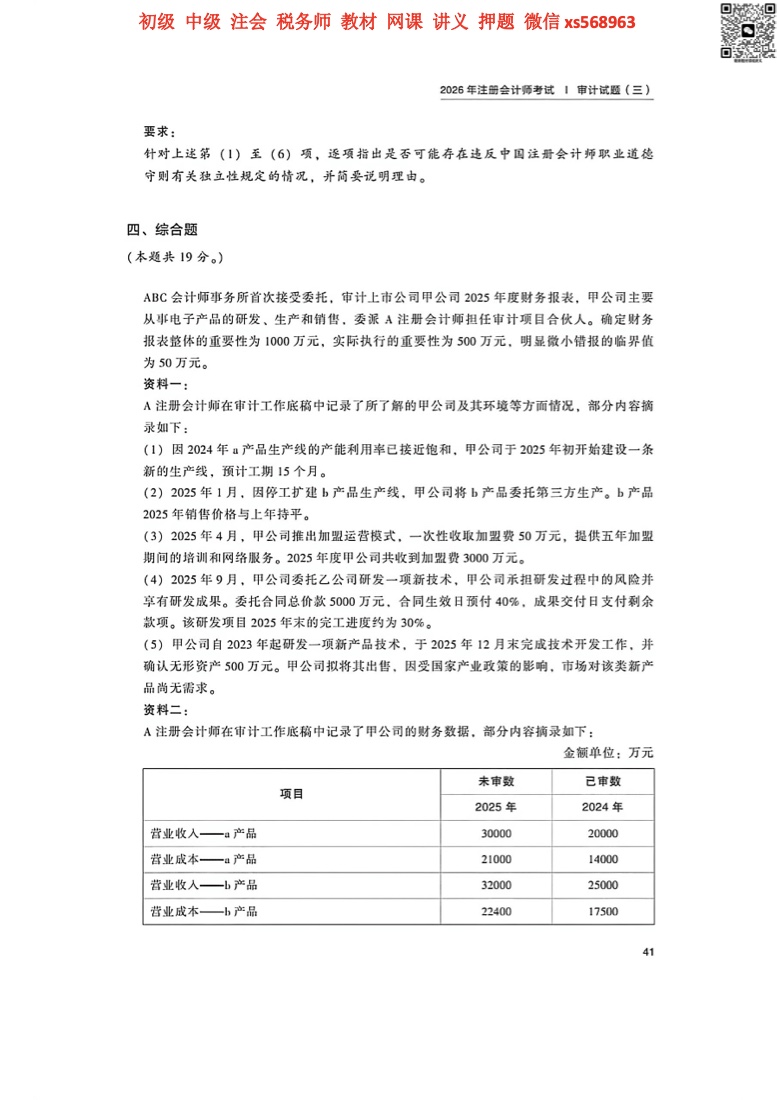 初级 中级 注会 税务师 教材 网课 讲义 押题 微信 xs568963
2026 年注册会计师考试 | 审计试题（三）
要求：
针对上述第（1）至（6）项，逐项指出是否可能存在违反中国注册会计师职业道德
守则有关独立性规定的情况，并简要说明理由。
四、综合题
（本题共 19 分。）
ABC 会计师事务所首次接受委托，审计上市公司甲公司 2025 年度财务报表，甲公司主要
从事电子产品的研发、生产和销售，委派 A 注册会计师担任审计项目合伙人。确定财务
报表整体的重要性为 1000 万元，实际执行的重要性为 500 万元，明显微小错报的临界值
为 50 万元。
资料一：
A 注册会计师在审计工作底稿中记录了所了解的甲公司及其环境等方面情况，部分内容摘
录如下：
（1）因 2024 年 a 产品生产线的产能利用率已接近饱和，甲公司于 2025 年初开始建设一条
新的生产线，预计工期 15 个月。
（2）2025 年 1 月，因停工扩建 b 产品生产线，甲公司将 b 产品委托第三方生产。b 产品
2025 年销售价格与上年持平。
（3）2025 年 4 月，甲公司推出加盟运营模式，一次性收取加盟费 50 万元，提供五年加盟
期间的培训和网络服务。2025 年度甲公司共收到加盟费 3000 万元。
（4）2025 年 9 月，甲公司委托乙公司研发一项新技术，甲公司承担研发过程中的风险并
享有研发成果。委托合同总价款 5000 万元，合同生效日预付 40%，成果交付日支付剩余
款项。该研发项目 2025 年末的完工进度约为 30%。
（5）甲公司自 2023 年起研发一项新产品技术，于 2025 年 12 月末完成技术开发工作，并
确认无形资产 500 万元。甲公司拟将其出售，因受国家产业政策的影响，市场对该类新产
品尚无需求。
资料二：
A 注册会计师在审计工作底稿中记录了甲公司的财务数据，部分内容摘录如下：
金额单位：万元
项目 未审数 已审数
2025 年 2024 年
营业收入——a 产品 30000 20000
营业成本——a 产品 21000 14000
营业收入——b 产品 32000 25000
营业成本——b 产品 22400 17500
41